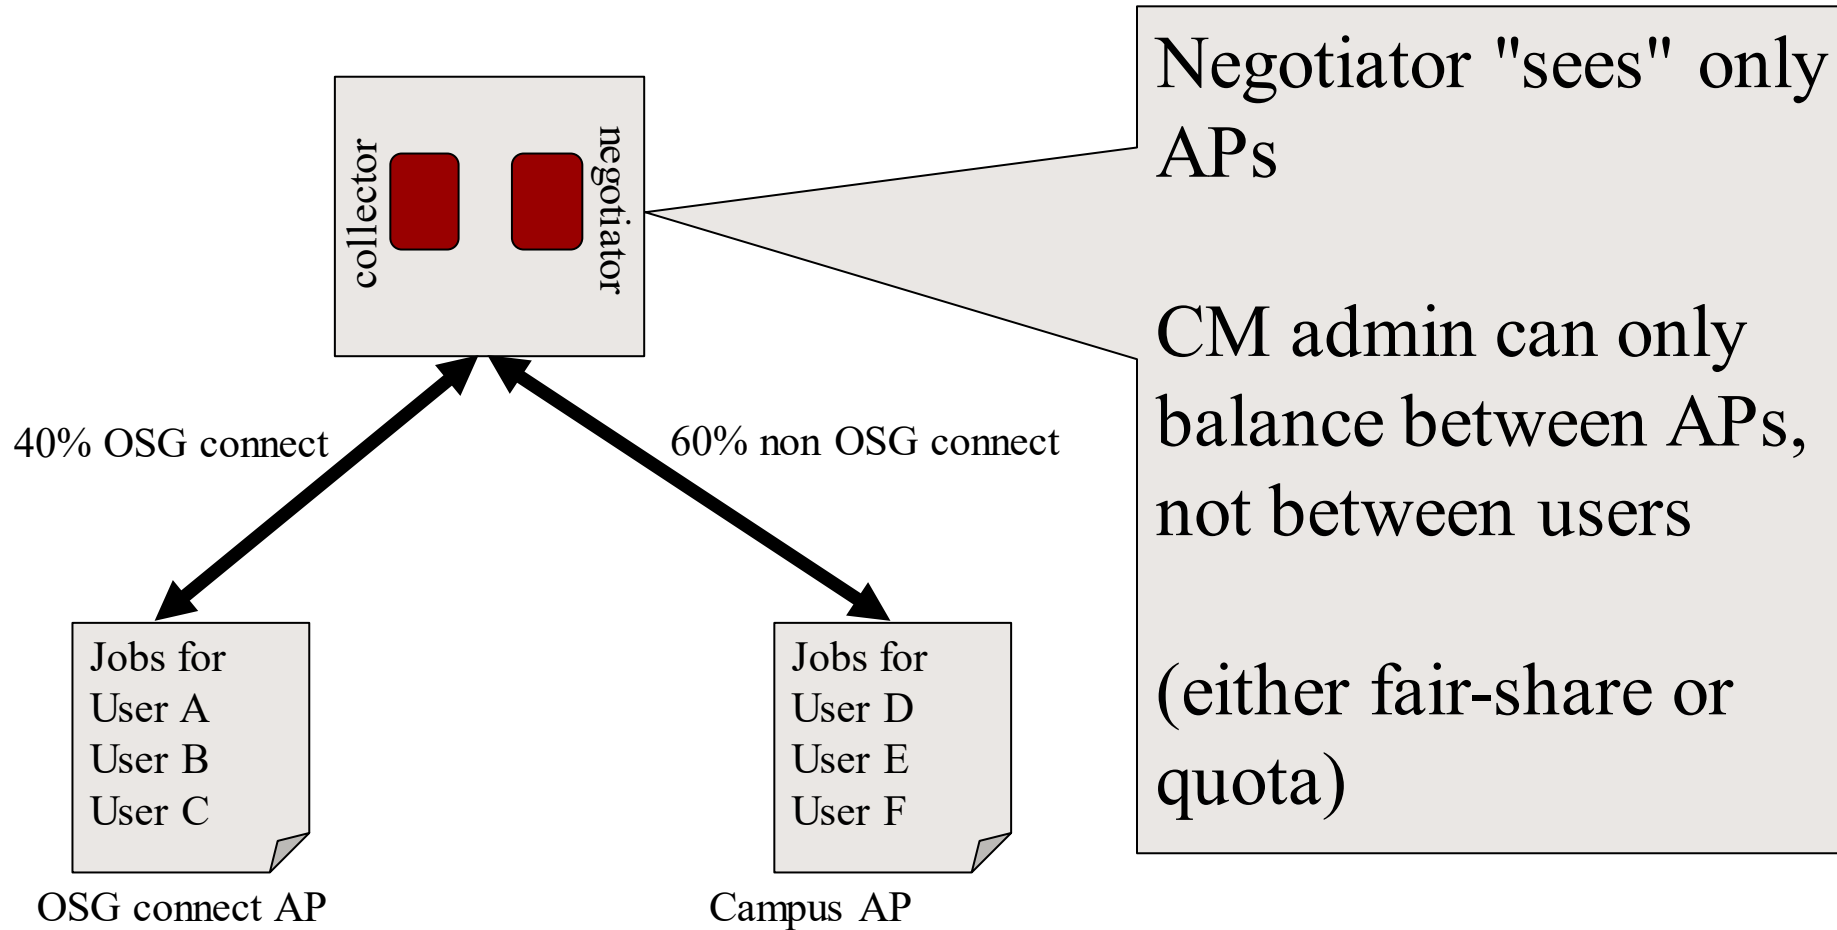 collector
negotiator
Negotiator "sees" only
APs
CM admin can only
balance between APs,
not between users
(either fair-share or
quota)
40% OSG connect
60% non OSG connect
Jobs for
User A
User B
User C
OSG connect AP
Jobs for
User D
User E
User F
Campus AP